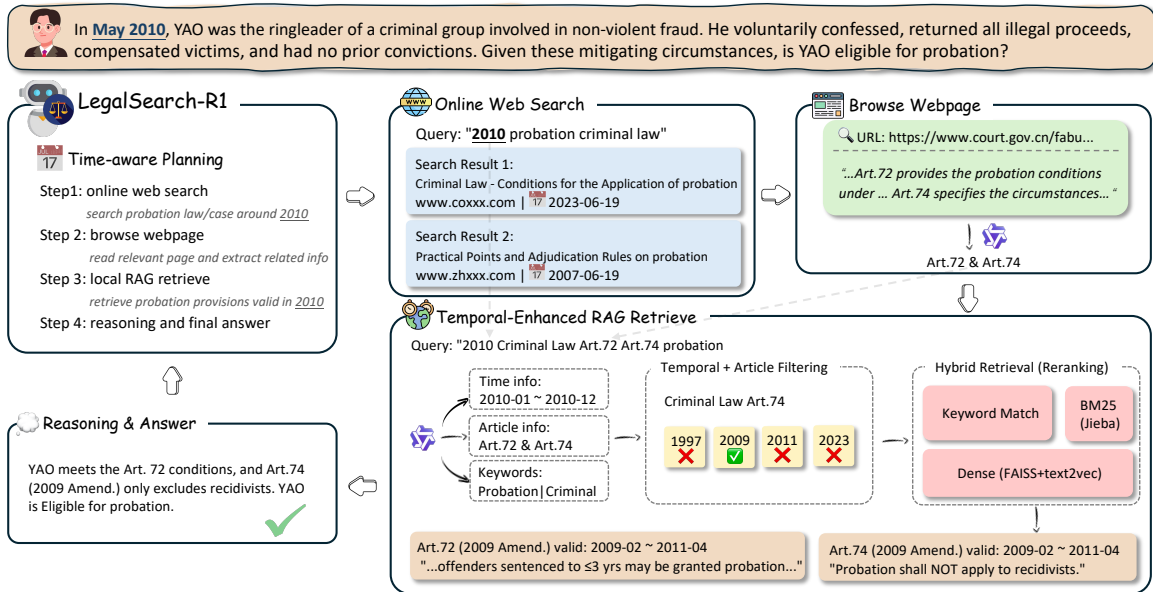 In May 2010, YAO was the ringleader of a criminal group involved in non-violent fraud. He voluntarily confessed, returned all illegal proceeds,
compensated victims, and had no prior convictions. Given these mitigating circumstances, is YAO eligible for probation?
LegalSearch-R1
17
Time-aware Planning
Step1: online web search
search probation law/case around 2010
Step 2: browse webpage
read relevant page and extract related info
Step 3: local RAG retrieve
retrieve probation provisions valid in 2010
Step 4: reasoning and final answer
WWW
Online Web Search
Query: "2010 probation criminal law"
Search Result 1:
Criminal Law - Conditions for the Application of probation
www.coxxx.com | 17 2023-06-19
Search Result 2:
Practical Points and Adjudication Rules on probation
www.zhxxx.com | 17 2007-06-19
Browse Webpage
URL: https://www.court.gov.cn/fabu...
"...Art.72 provides the probation conditions
under ... Art.74 specifies the circumstances..."
Art.72 & Art.74
Temporal-Enhanced RAG Retrieve
Query: "2010 Criminal Law Art.72 Art.74 probation
Time info:
2010-01 ~ 2010-12
Article info:
Art.72 & Art.74
Keywords:
Probation|Criminal
Temporal + Article Filtering
Criminal Law Art.74
1997
2009
2011
2023
Hybrid Retrieval (Reranking)
Keyword Match
BM25
(Jieba)
Dense (FAISS+text2vec)
Art.72 (2009 Amend.) valid: 2009-02 ~ 2011-04
"...offenders sentenced to ≤3 yrs may be granted probation..."
Art.74 (2009 Amend.) valid: 2009-02 ~ 2011-04
"Probation shall NOT apply to recidivists."
Reasoning & Answer
YAO meets the Art. 72 conditions, and Art.74
(2009 Amend.) only excludes recidivists. YAO
is Eligible for probation.